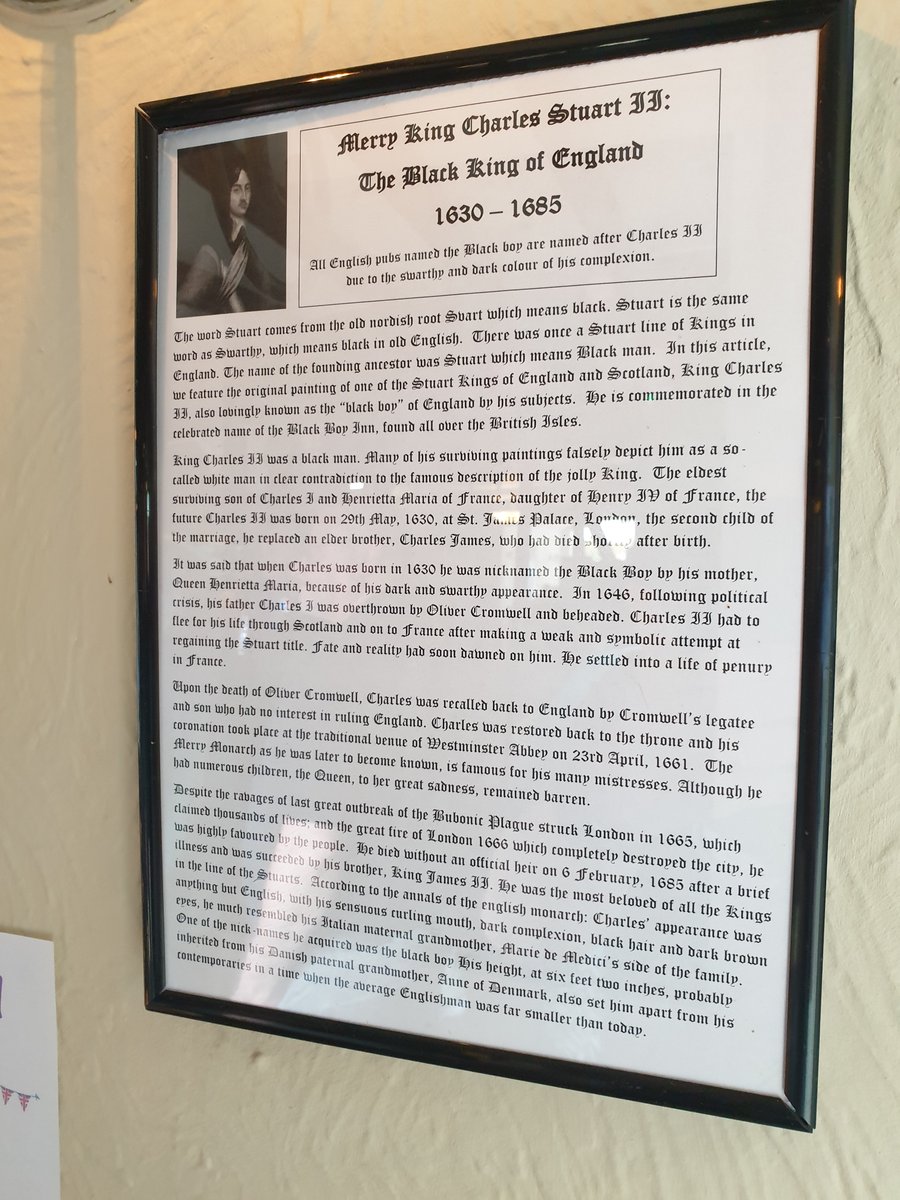 Merry King Charles Stuart II:
The Black King of England
1630 – 1685
All English pubs named the Black boy are named after Charles II
due to the swarthy and dark colour of his complexion.
The word Stuart comes from the old nordish root Svart which means black. Stuart is the same
word as Swarthy, which means black in old English. There was once a Stuart line of Kings in
England. The name of the founding ancestor was Stuart which means Black man. In this article,
we feature the original painting of one of the Stuart Kings of England and Scotland, King Charles
II, also lovingly known as the “black boy” of England by his subjects. He is commemorated in the
celebrated name of the Black Boy Inn, found all over the British Isles.
King Charles II was a black man. Many of his surviving paintings falsely depict him as a so-
called white man in clear contradiction to the famous description of the jolly King. The eldest
surviving son of Charles I and Henrietta Maria of France, daughter of Henry IV of France, the
future Charles II was born on 29th May, 1630, at St. James Palace, London, the second child of
the marriage, he replaced an elder brother, Charles James, who had died shortly after birth.
It was said that when Charles was born in 1630 he was nicknamed the Black Boy by his mother,
Queen Henrietta Maria, because of his dark and swarthy appearance. In 1646, following political
crisis, his father Charles I was overthrown by Oliver Cromwell and beheaded. Charles II had to
flee for his life through Scotland and on to France after making a weak and symbolic attempt at
regaining the Stuart title. Fate and reality had soon dawned on him. He settled into a life of penury
in France.
Upon the death of Oliver Cromwell, Charles was recalled back to England by Cromwell's legatee
and son who had no interest in ruling England. Charles was restored back to the throne and his
coronation took place at the traditional venue of Westminster Abbey on 23rd April, 1661. The
Merry Monarch as he was later to become known, is famous for his many mistresses. Although he
had numerous children, the Queen, to her great sadness, remained barren.
Despite the ravages of last great outbreak of the Bubonic Plague struck London in 1665, which
claimed thousands of lives; and the great fire of London 1666 which completely destroyed the city, he
was highly favoured by the people. He died without an official heir on 6 February, 1685 after a brief
illness and was succeeded by his brother, King James II. He was the most beloved of all the Kings
in the line of the Stuarts. According to the annals of the english monarch: Charles' appearance was
anything but English, with his sensuous curling mouth, dark complexion, black hair and dark brown
eyes, he much resembled his Italian maternal grandmother, Marie de Medici's side of the family.
One of the nick-names he acquired was the black boy His height, at six feet two inches, probably
inherited from his Danish paternal grandmother, Anne of Denmark, also set him apart from his
contemporaries in a time when the average Englishman was far smaller than today.